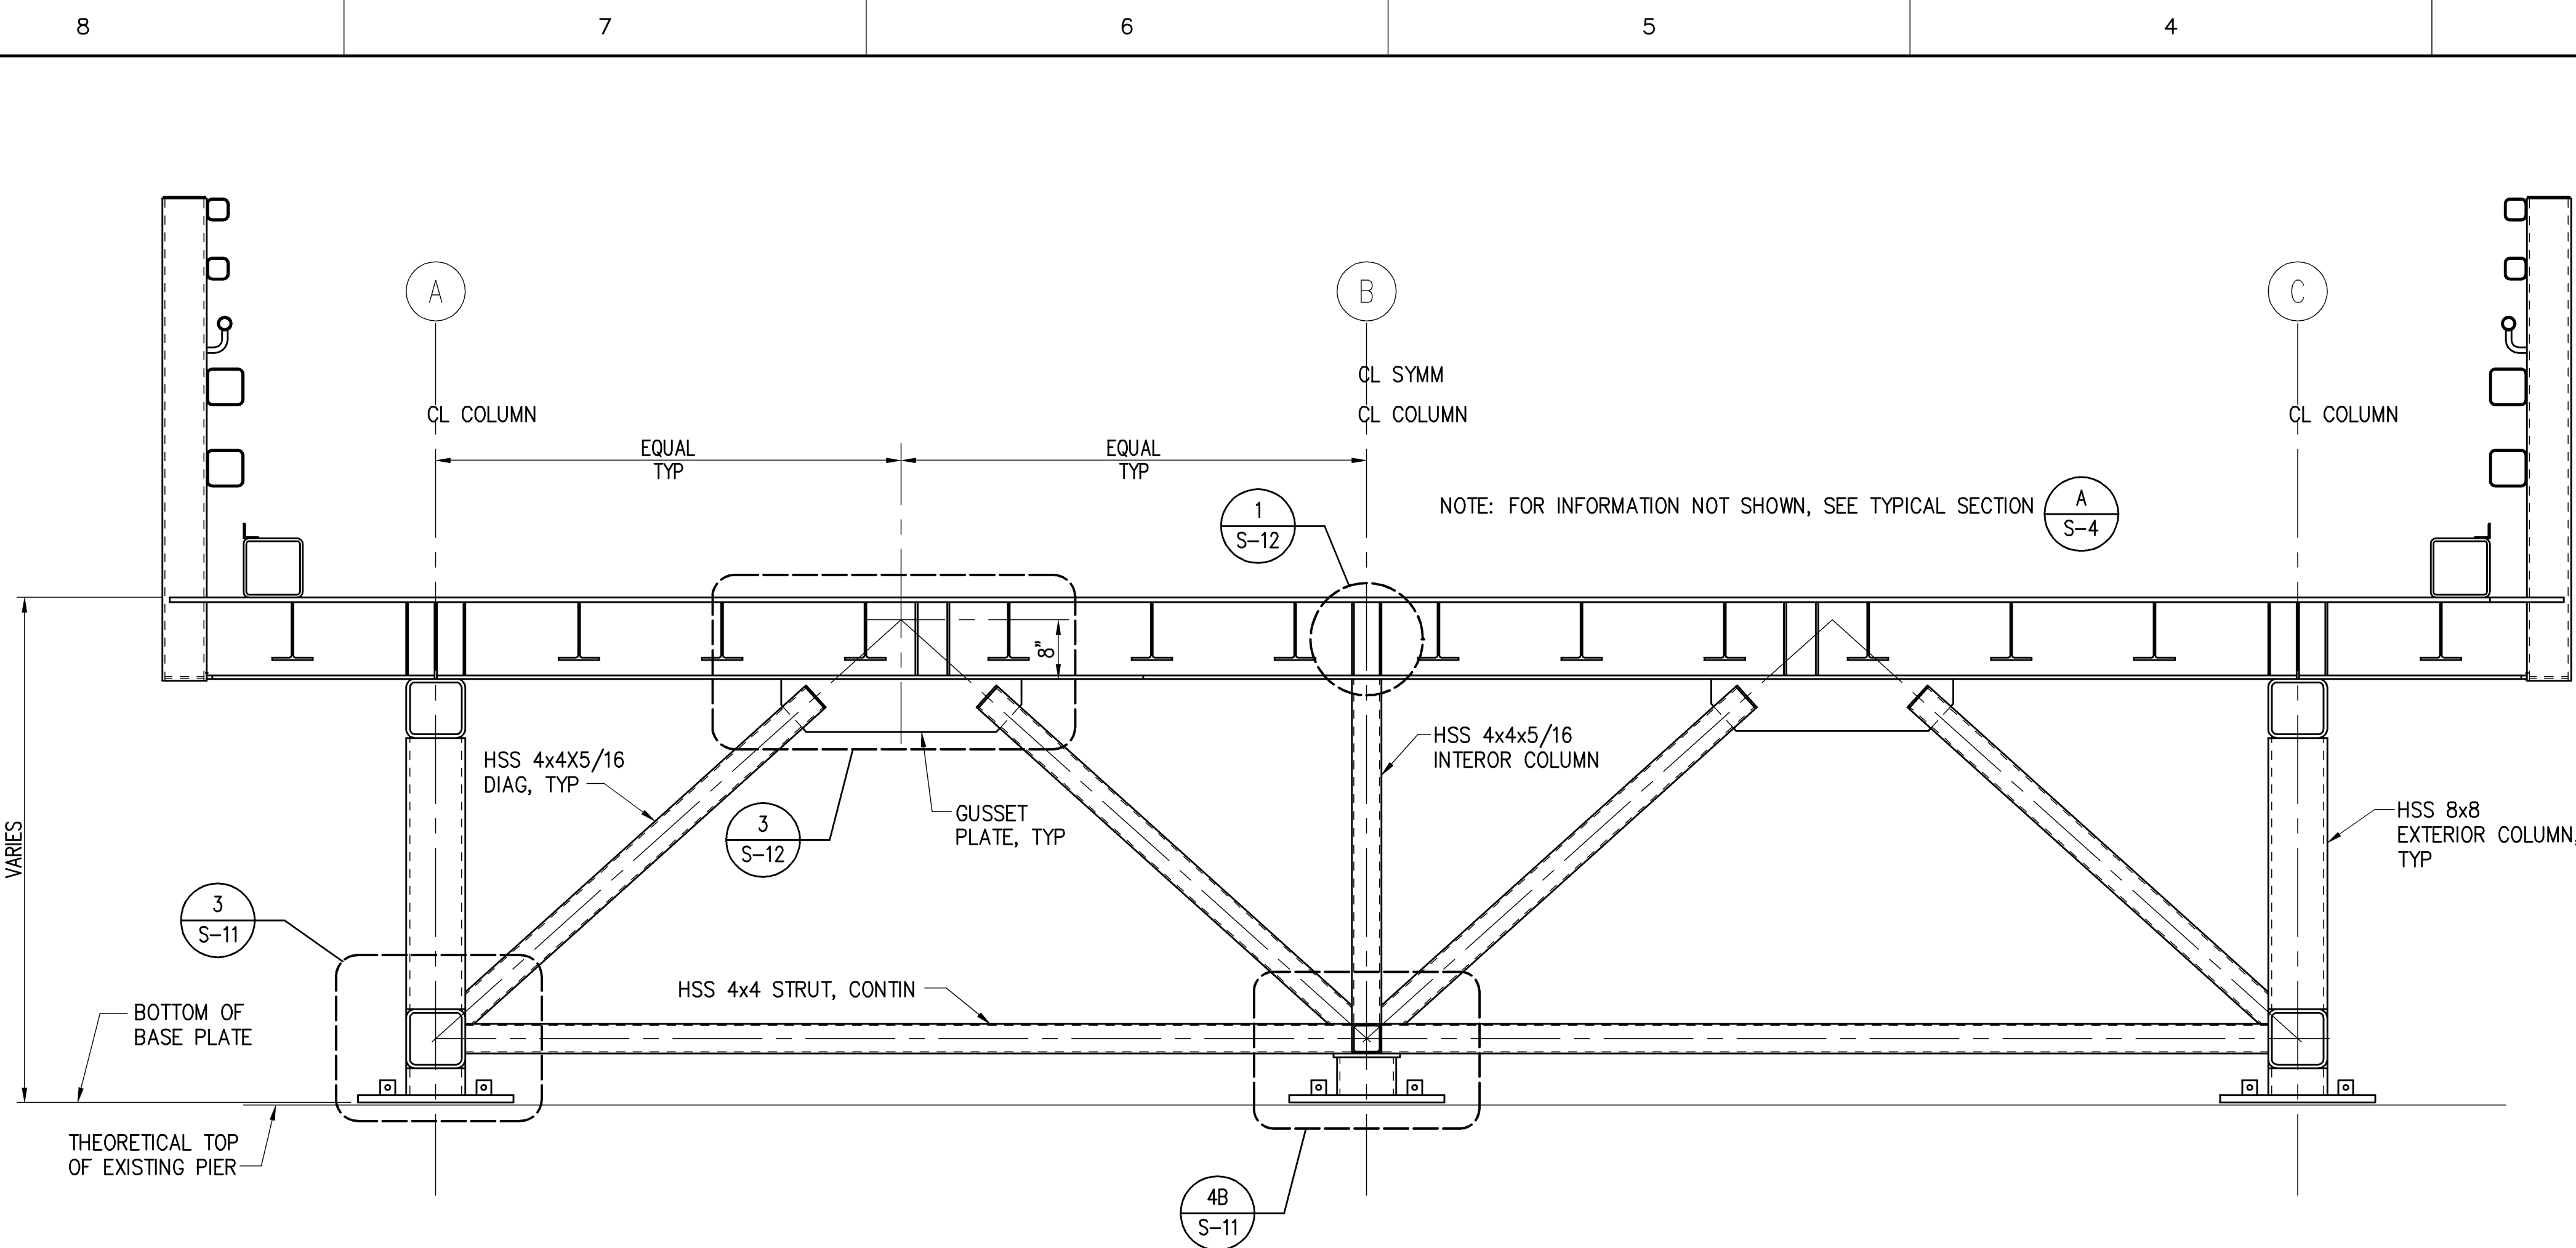 8 7 6 5 4
A B C
CL SYMM
CL COLUMN
CL COLUMN
CL COLUMN
EQUAL
TYP
EQUAL
TYP
1
S-12
NOTE: FOR INFORMATION NOT SHOWN, SEE TYPICAL SECTION
A
S-4
8"
HSS 4x4X5/16
DIAG, TYP
3
S-12
GUSSET
PLATE, TYP
HSS 4x4x5/16
INTEROR COLUMN
HSS 8x8
EXTERIOR COLUMN,
TYP
VARIES
3
S-11
HSS 4x4 STRUT, CONTIN
BOTTOM OF
BASE PLATE
THEORETICAL TOP
OF EXISTING PIER
4B
S-11